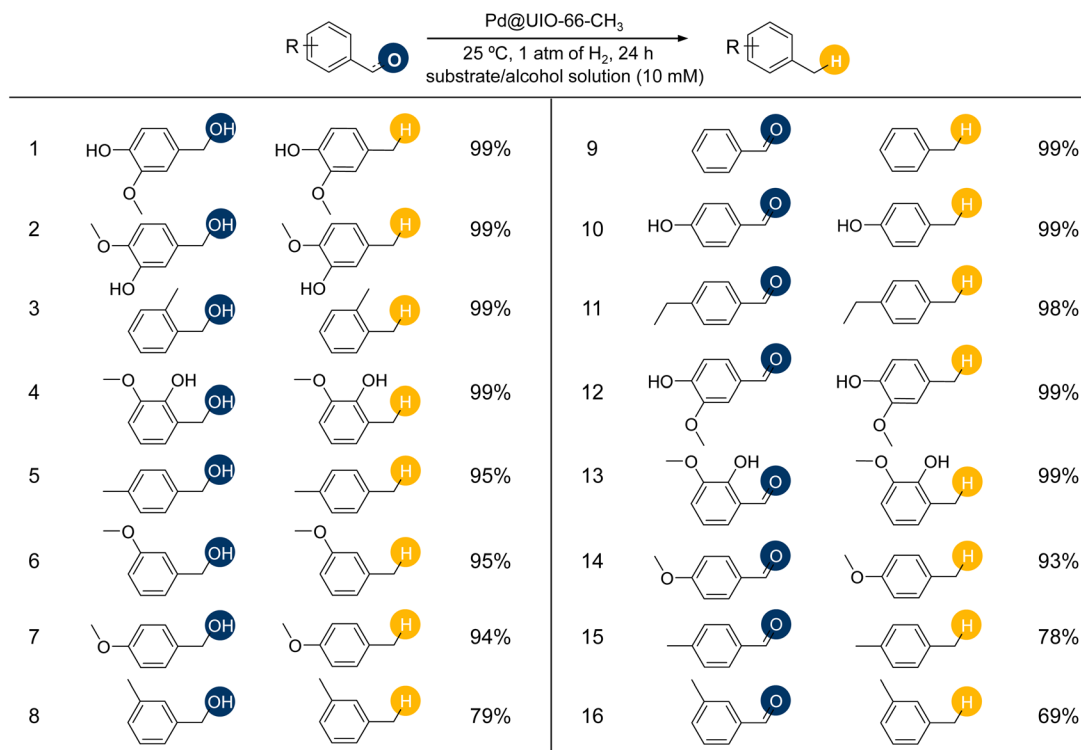 Pd@UIO-66-CH3
R O R H
25 ºC, 1 atm of H2, 24 h
substrate/alcohol solution (10 mM)
1 HO O OH HO O H 99%
2 O HO OH O HO H 99%
3 OH H 99%
4 O OH OH O OH H 99%
5 OH H 95%
6 O OH O H 95%
7 O OH O H 94%
8 OH H 79%
9 O H 99%
10 HO O HO H 99%
11 O H 98%
12 HO O O HO O H 99%
13 O OH O O OH H 99%
14 O O O H 93%
15 O H 78%
16 O H 69%